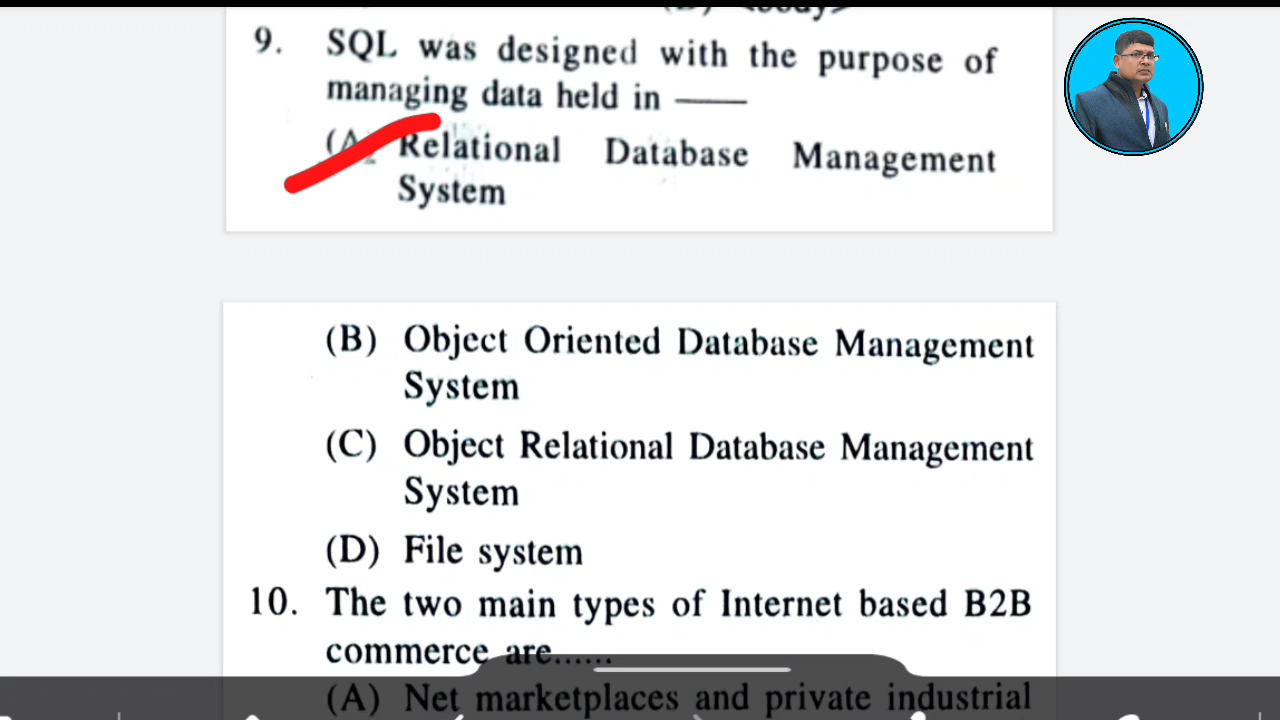 9. SQL was designed with the purpose of
managing data held in ——
(A) Relational Database Management
System
(B) Object Oriented Database Management
System
(C) Object Relational Database Management
System
(D) File system
10. The two main types of Internet based B2B
commerce are......
(A) Net marketplaces and private industrial